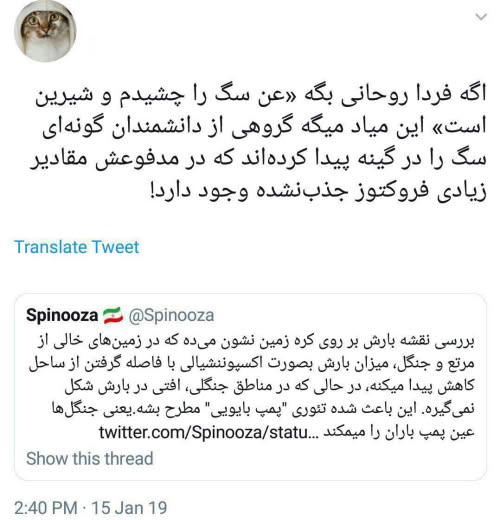 اگه فردا روحانی بگه «عن سگ را چشیدم و شیرین
است» این میاد میگه گروهی از دانشمندان گونه‌ای
سگ را در گینه پیدا کرده‌اند که در مدفوعش مقادیر
زیادی فروکتوز جذب‌نشده وجود دارد!
Translate Tweet
Spinooza 🇮🇷 @Spinooza
بررسی نقشه بارش بر روی کره زمین نشون می‌ده که در زمین‌های خالی از
مرتع و جنگل، میزان بارش بصورت اکسپوننشیالی با فاصله گرفتن از ساحل
کاهش پیدا میکنه، در حالی که در مناطق جنگلی، افتی در بارش شکل
نمی‌گیره. این باعث شده تئوری "پمپ بایویی" مطرح بشه.یعنی جنگل‌ها
عین پمپ باران را میمکند twitter.com/Spinooza/statu...
Show this thread
2:40 PM · 15 Jan 19